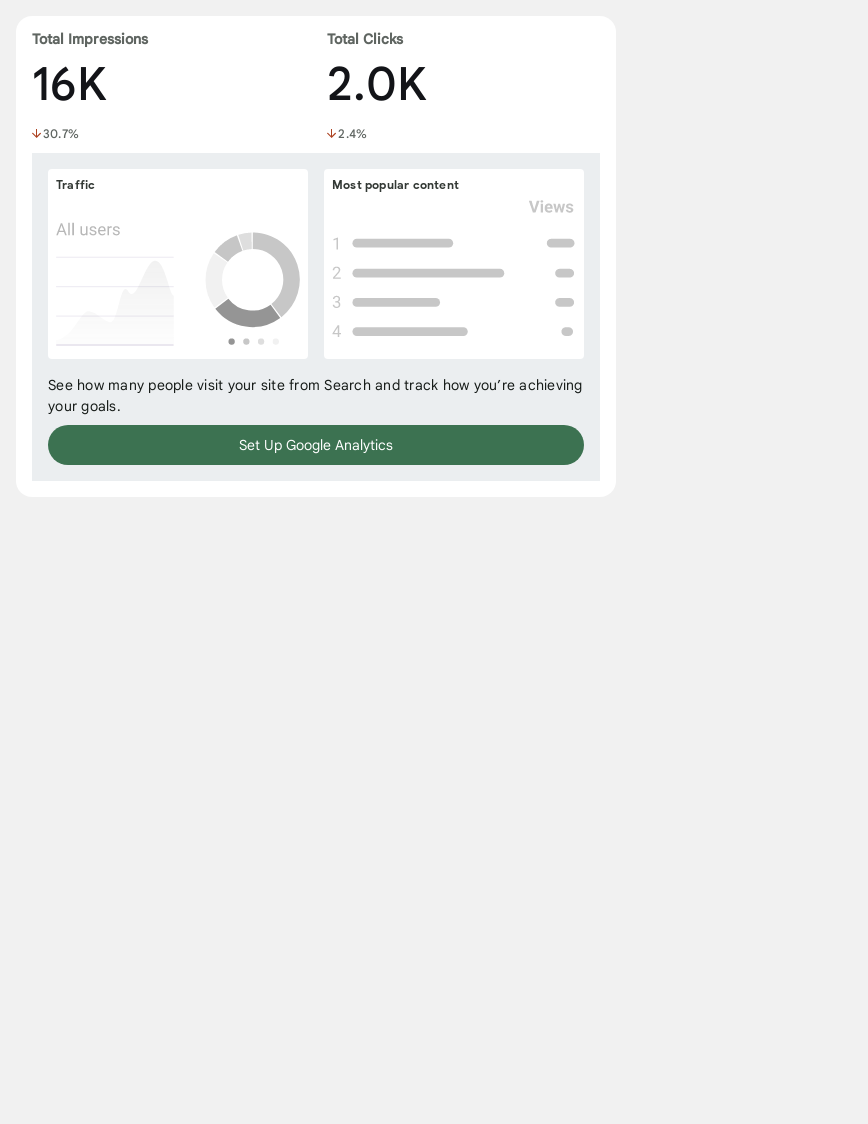 Total Impressions
Total Clicks
16K
2.0K
30.7%
2.4%
Traffic
All users
Most popular content
Views
1
2
3
4
See how many people visit your site from Search and track how you’re achieving
your goals.
Set Up Google Analytics